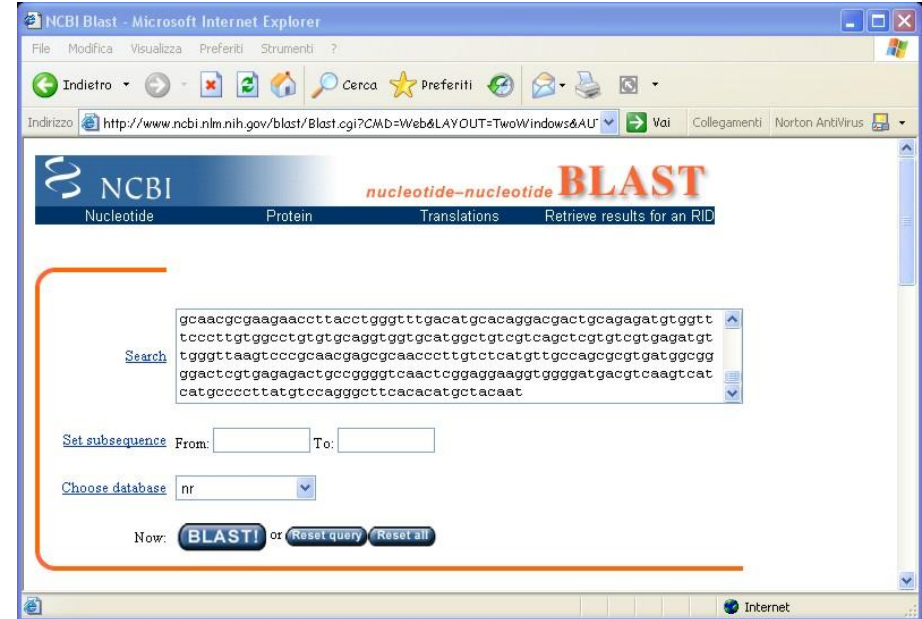 NCBI Blast - Microsoft Internet Explorer
File Modifica Visualizza Preferiti Strumenti ?
Indietro Cerca Preferiti
Indirizzo http://www.ncbi.nlm.nih.gov/blast/Blast.cgi?CMD=Web&LAYOUT=TwoWindows&AU Vai Collegamenti Norton AntiVirus
NCBI nucleotide-nucleotide BLAST
Nucleotide Protein Translations Retrieve results for an RID
gcaacgcgaagaaccttacctgggtttgacatgcacaggacgactgcagagatgtggttt
tcccttgtggcctgtgtgcaggtggtgcatggctgtcgtcagctcgtgtcgtgagatgt
Search tgggttaagtcccgcaacgagcgcaacccttgtctcatgttgccagcgcgtgatggcgg
ggactcgtgagagactgccggggtcaactcggaggaaggtggggatgacgtcaagtcat
catgccccttatgtccagggcttcacacatgctacaat
Set subsequence From: To:
Choose database nr
Now: BLAST! or Reset query Reset all
Internet